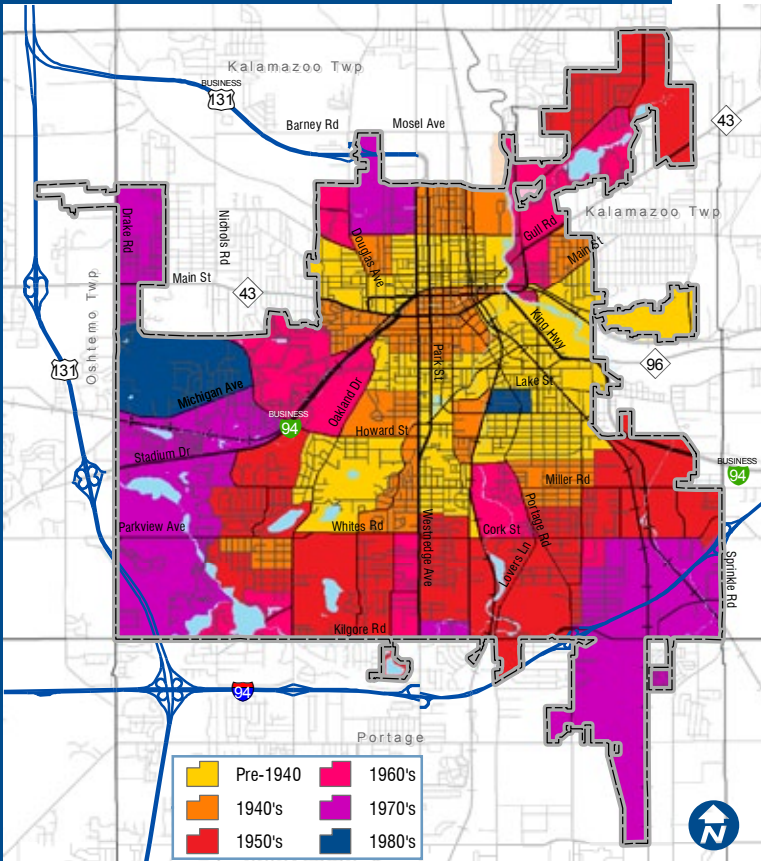 Kalamazoo Twp
BUSINESS
131
Barney Rd
Mosel Ave
43
Drake Rd
Nichols Rd
Douglas Ave
Gull Rd
Kalamazoo Twp
Main St
Main St
43
Oshtemo Twp
King Hwy
131
Park St
96
Michigan Ave
Oakland Dr
Lake St
BUSINESS
94
Howard St
Stadium Dr
BUSINESS
94
Miller Rd
Parkview Ave
Whites Rd
Westnedge Ave
Cork St
Portage Rd
Lovers Ln
Sprinkle Rd
Kilgore Rd
94
Portage
Pre-1940
1960's
1940's
1970's
1950's
1980's
N